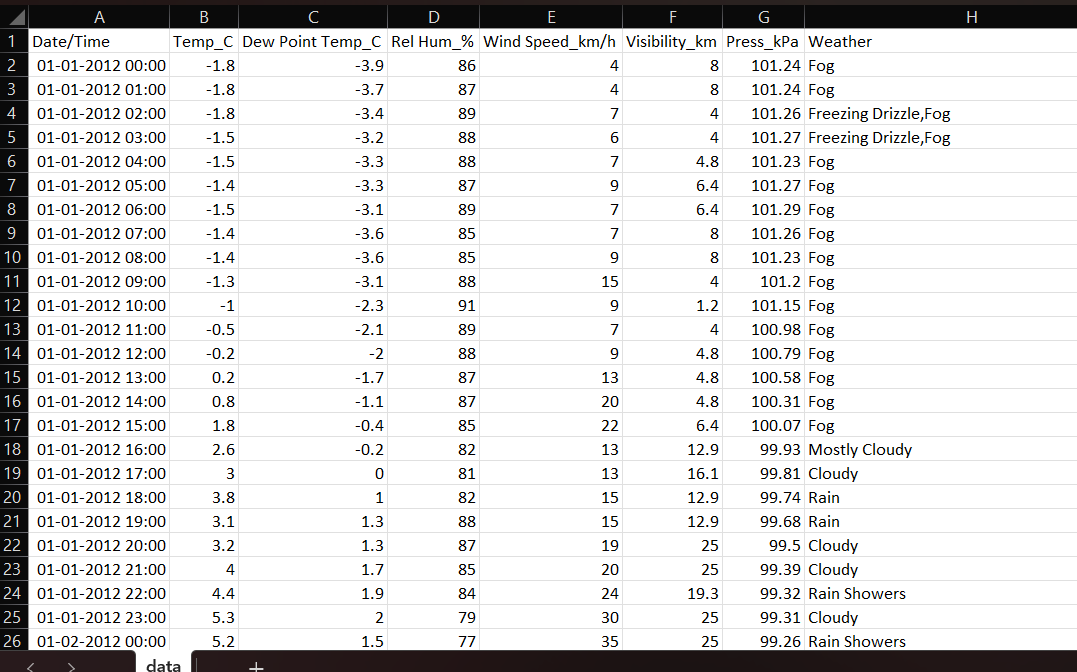 A B C D E F G H
1 Date/Time Temp_C Dew Point Temp_C Rel Hum_% Wind Speed_km/h Visibility_km Press_kPa Weather
2 01-01-2012 00:00 -1.8 -3.9 86 4 8 101.24 Fog
3 01-01-2012 01:00 -1.8 -3.7 87 4 8 101.24 Fog
4 01-01-2012 02:00 -1.8 -3.4 89 7 4 101.26 Freezing Drizzle,Fog
5 01-01-2012 03:00 -1.5 -3.2 88 6 4 101.27 Freezing Drizzle,Fog
6 01-01-2012 04:00 -1.5 -3.3 88 7 4.8 101.23 Fog
7 01-01-2012 05:00 -1.4 -3.3 87 9 6.4 101.27 Fog
8 01-01-2012 06:00 -1.5 -3.1 89 7 6.4 101.29 Fog
9 01-01-2012 07:00 -1.4 -3.6 85 7 8 101.26 Fog
10 01-01-2012 08:00 -1.4 -3.6 85 9 8 101.23 Fog
11 01-01-2012 09:00 -1.3 -3.1 88 15 4 101.2 Fog
12 01-01-2012 10:00 -1 -2.3 91 9 1.2 101.15 Fog
13 01-01-2012 11:00 -0.5 -2.1 89 7 4 100.98 Fog
14 01-01-2012 12:00 -0.2 -2 88 9 4.8 100.79 Fog
15 01-01-2012 13:00 0.2 -1.7 87 13 4.8 100.58 Fog
16 01-01-2012 14:00 0.8 -1.1 87 20 4.8 100.31 Fog
17 01-01-2012 15:00 1.8 -0.4 85 22 6.4 100.07 Fog
18 01-01-2012 16:00 2.6 -0.2 82 13 12.9 99.93 Mostly Cloudy
19 01-01-2012 17:00 3 0 81 13 16.1 99.81 Cloudy
20 01-01-2012 18:00 3.8 1 82 15 12.9 99.74 Rain
21 01-01-2012 19:00 3.1 1.3 88 15 12.9 99.68 Rain
22 01-01-2012 20:00 3.2 1.3 87 19 25 99.5 Cloudy
23 01-01-2012 21:00 4 1.7 85 20 25 99.39 Cloudy
24 01-01-2012 22:00 4.4 1.9 84 24 19.3 99.32 Rain Showers
25 01-01-2012 23:00 5.3 2 79 30 25 99.31 Cloudy
26 01-02-2012 00:00 5.2 1.5 77 35 25 99.26 Rain Showers
data